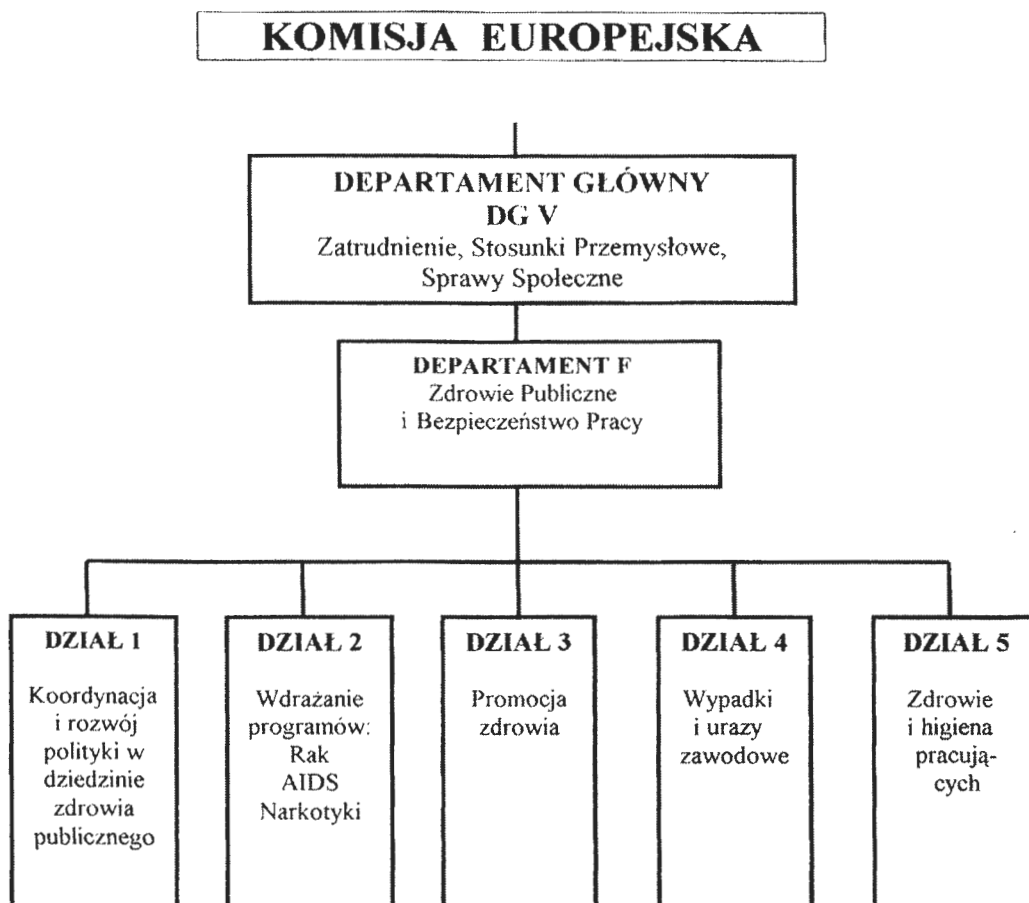 KOMISJA EUROPEJSKA
DEPARTAMENT GŁÓWNY
DG V
Zatrudnienie, Stosunki Przemysłowe,
Sprawy Społeczne
DEPARTAMENT F
Zdrowie Publiczne
i Bezpieczeństwo Pracy
DZIAŁ 1
Koordynacja
i rozwój
polityki w
dziedzinie
zdrowia
publicznego
DZIAŁ 2
Wdrażanie
programów:
Rak
AIDS
Narkotyki
DZIAŁ 3
Promocja
zdrowia
DZIAŁ 4
Wypadki
i urazy
zawodowe
DZIAŁ 5
Zdrowie
i higiena
pracują-
cych